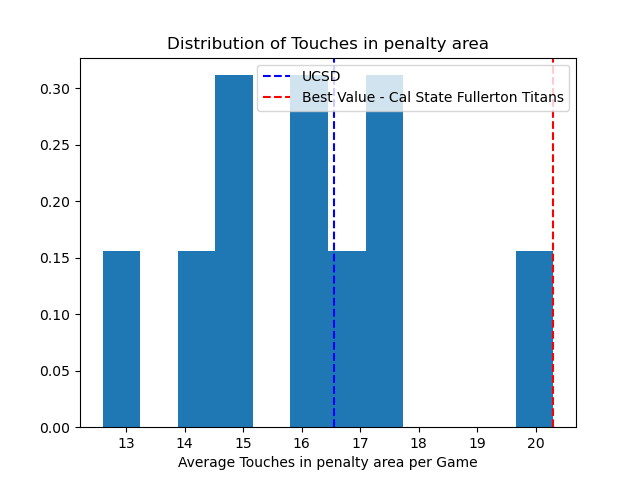 Distribution of Touches in penalty area
UCSD
Best Value - Cal State Fullerton Titans
0.30
0.25
0.20
0.15
0.10
0.05
0.00
13 14 15 16 17 18 19 20
Average Touches in penalty area per Game